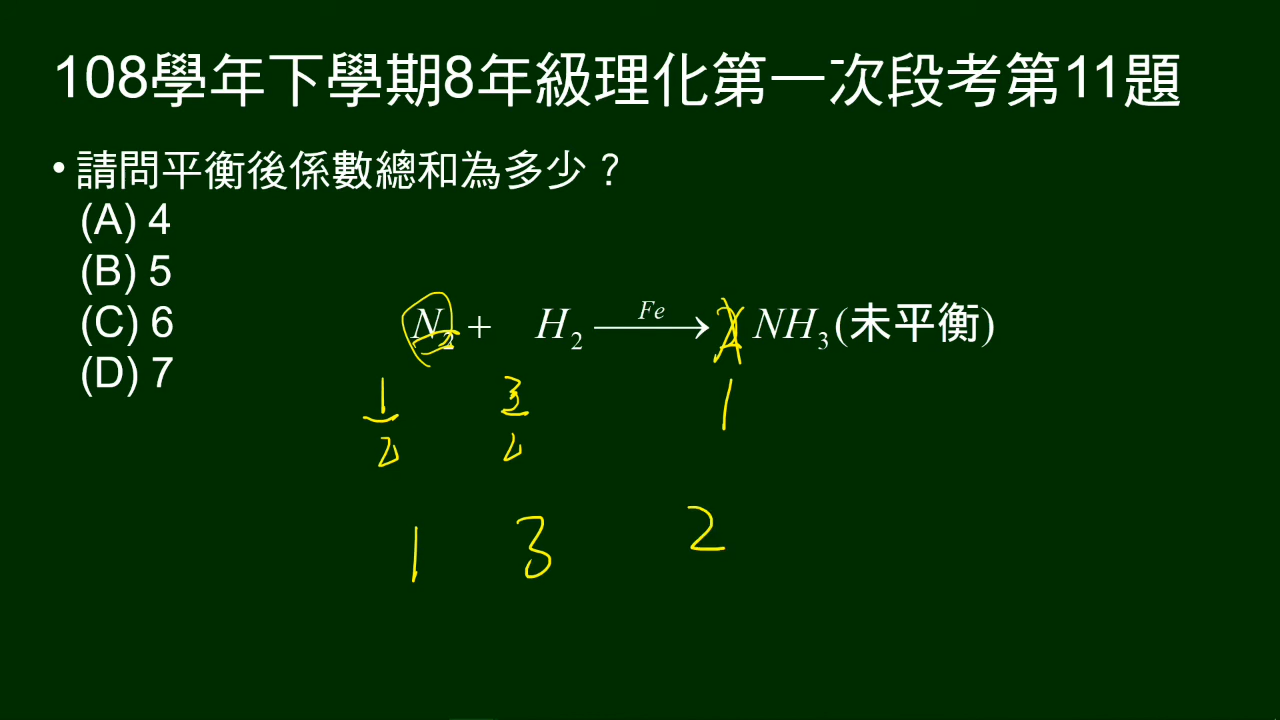 108學年下學期8年級理化第一次段考第11題
• 請問平衡後係數總和為多少？
(A) 4
(B) 5
(C) 6
(D) 7
N₂ + H₂ —Fe→ NH₃(未平衡)
1/2 3/2 1
1 3 2